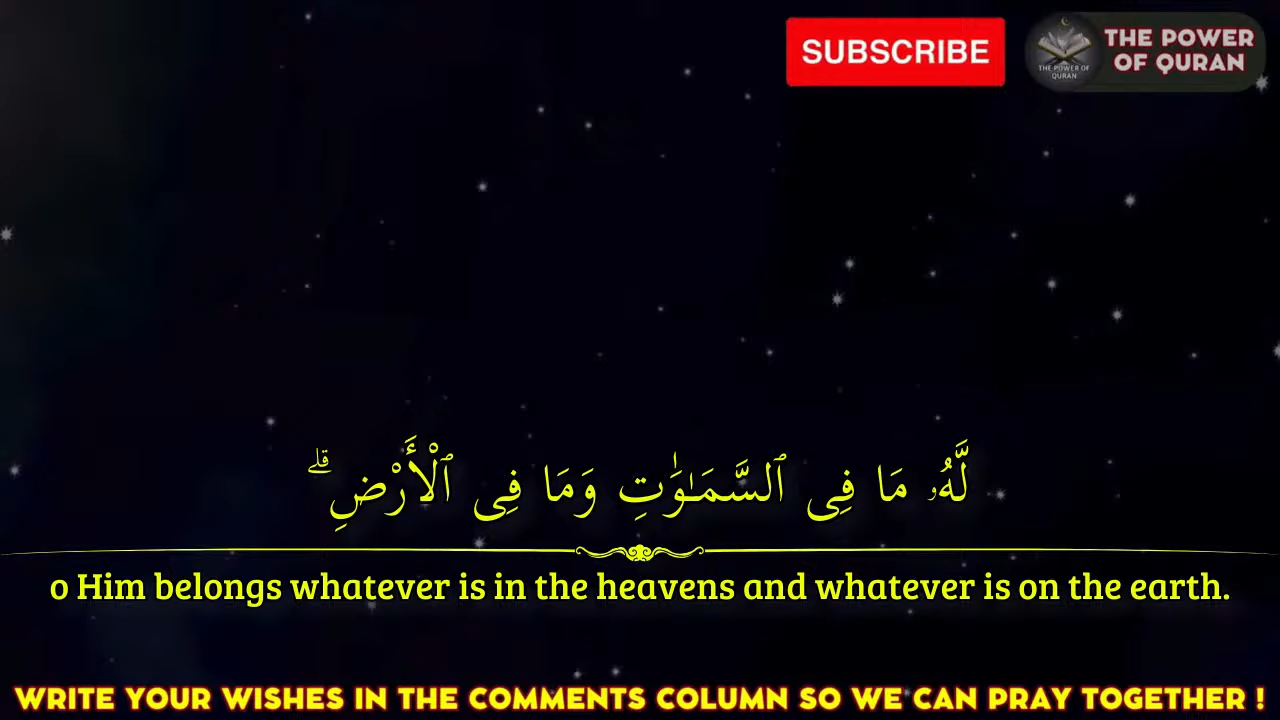 SUBSCRIBE
THE POWER
OF QURAN
THE POWER OF
QURAN
لَّهُۥ مَا فِى ٱلسَّمَـٰوَٰتِ وَمَا فِى ٱلْأَرْضِ ۗ
o Him belongs whatever is in the heavens and whatever is on the earth.
WRITE YOUR WISHES IN THE COMMENTS COLUMN SO WE CAN PRAY TOGETHER !